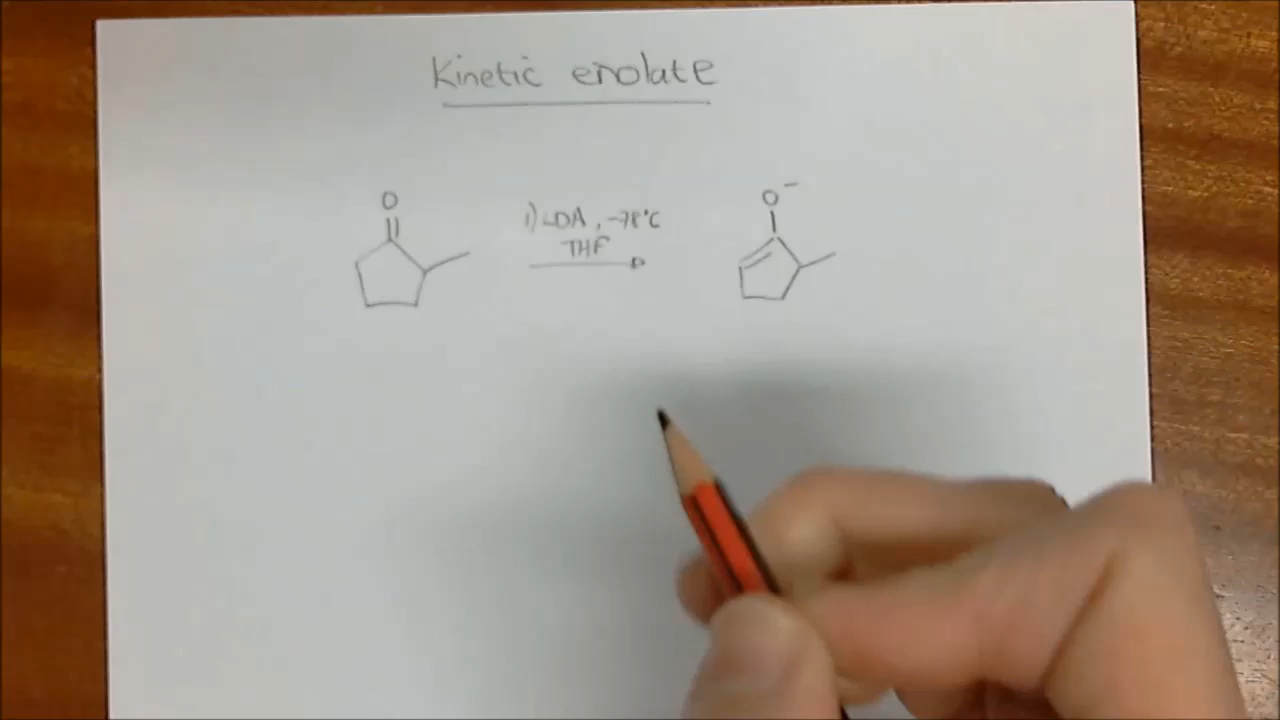 Kinetic enolate
O
O⁻
1) LDA, -78°C
THF